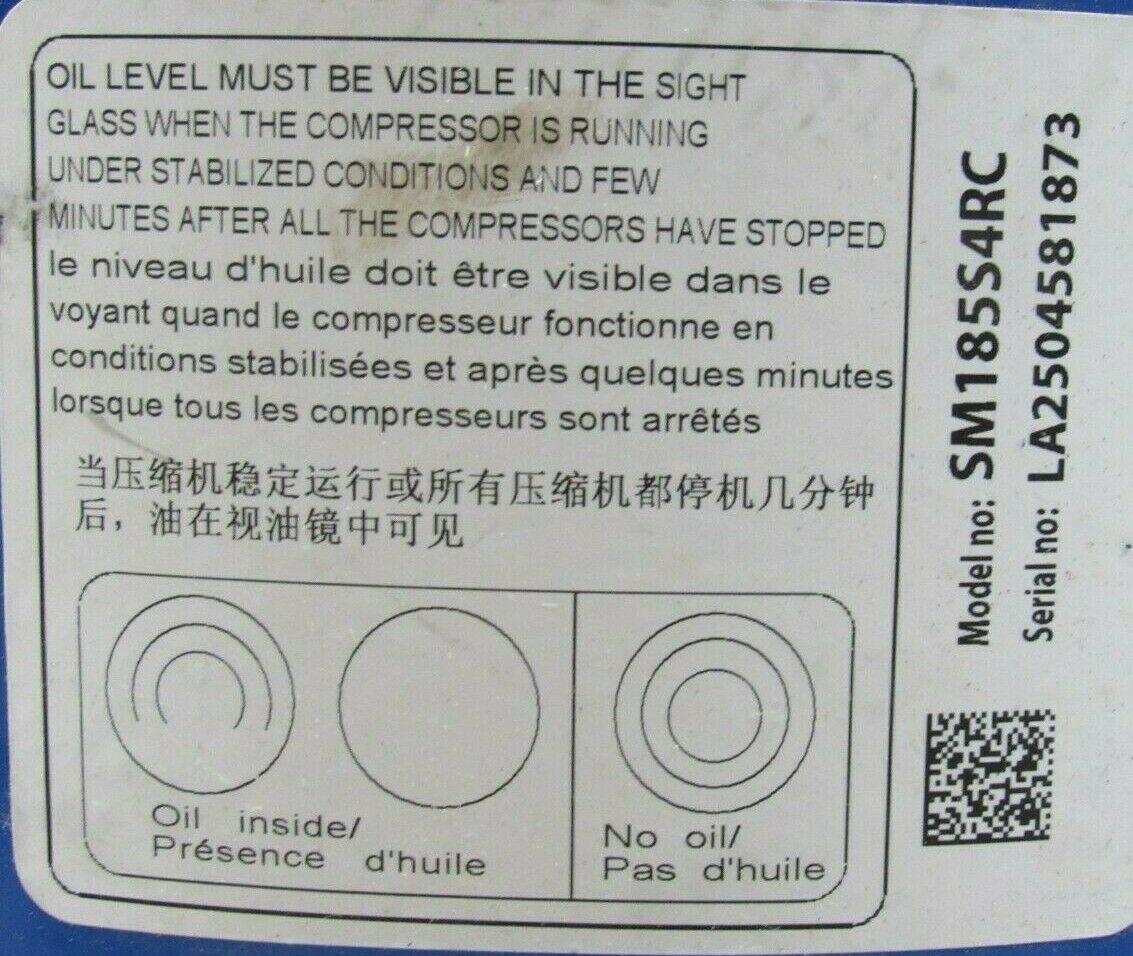 OIL LEVEL MUST BE VISIBLE IN THE SIGHT
GLASS WHEN THE COMPRESSOR IS RUNNING
UNDER STABILIZED CONDITIONS AND FEW
MINUTES AFTER ALL THE COMPRESSORS HAVE STOPPED
le niveau d'huile doit être visible dans le
voyant quand le compresseur fonctionne en
conditions stabilisées et après quelques minutes
lorsque tous les compresseurs sont arrêtés
当压缩机稳定运行或所有压缩机都停机几分钟
后，油在视油镜中可见
Oil inside/
Présence d'huile
No oil/
Pas d'huile
Model no: SM185S4RC
Serial no: LA2504581873